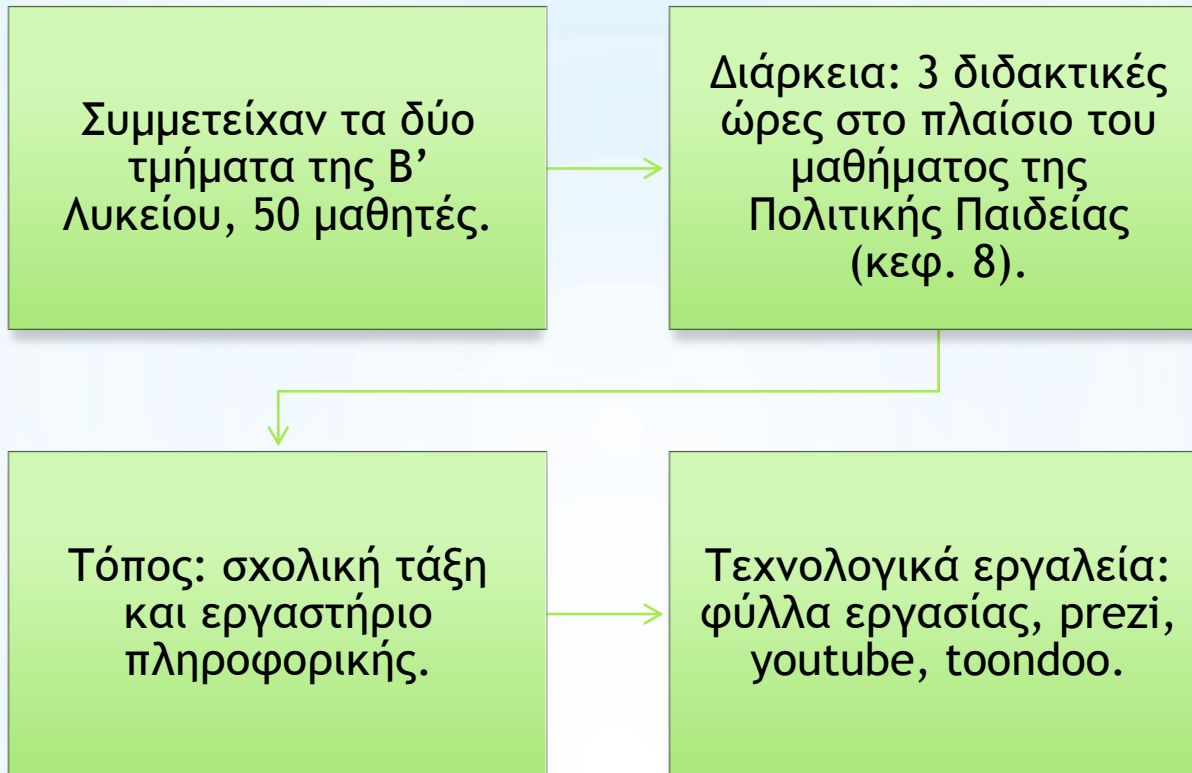 Συμμετείχαν τα δύο
τμήματα της Β’
Λυκείου, 50 μαθητές.
Διάρκεια: 3 διδακτικές
ώρες στο πλαίσιο του
μαθήματος της
Πολιτικής Παιδείας
(κεφ. 8).
Τόπος: σχολική τάξη
και εργαστήριο
πληροφορικής.
Τεχνολογικά εργαλεία:
φύλλα εργασίας, prezi,
youtube, toondoo.